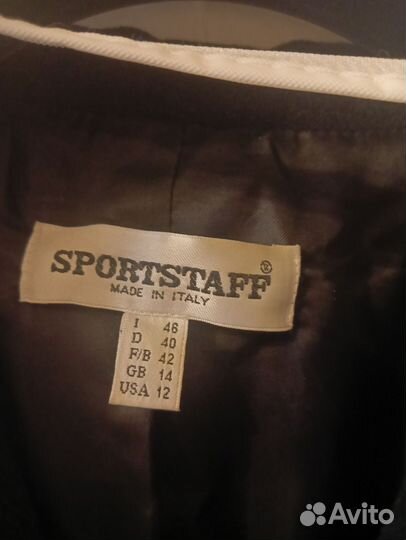 SPORTSTAFF ®
MADE IN ITALY
I 46
D 40
F/B 42
GB 14
USA 12
Avito